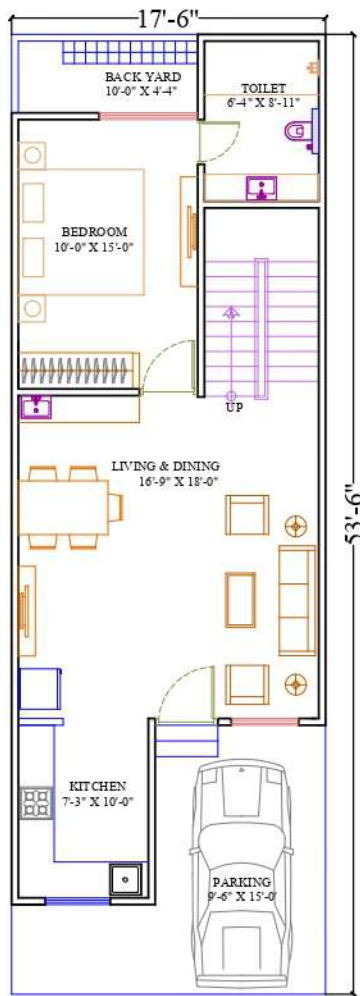 17'-6"
BACK YARD
10'-0" X 4'-4"
TOILET
6'-4" X 8'-11"
BEDROOM
10'-0" X 15'-0"
UP
LIVING & DINING
16'-9" X 18'-0"
53'-6"
KITCHEN
7'-3" X 10'-0"
PARKING
9'-6" X 15'-0'